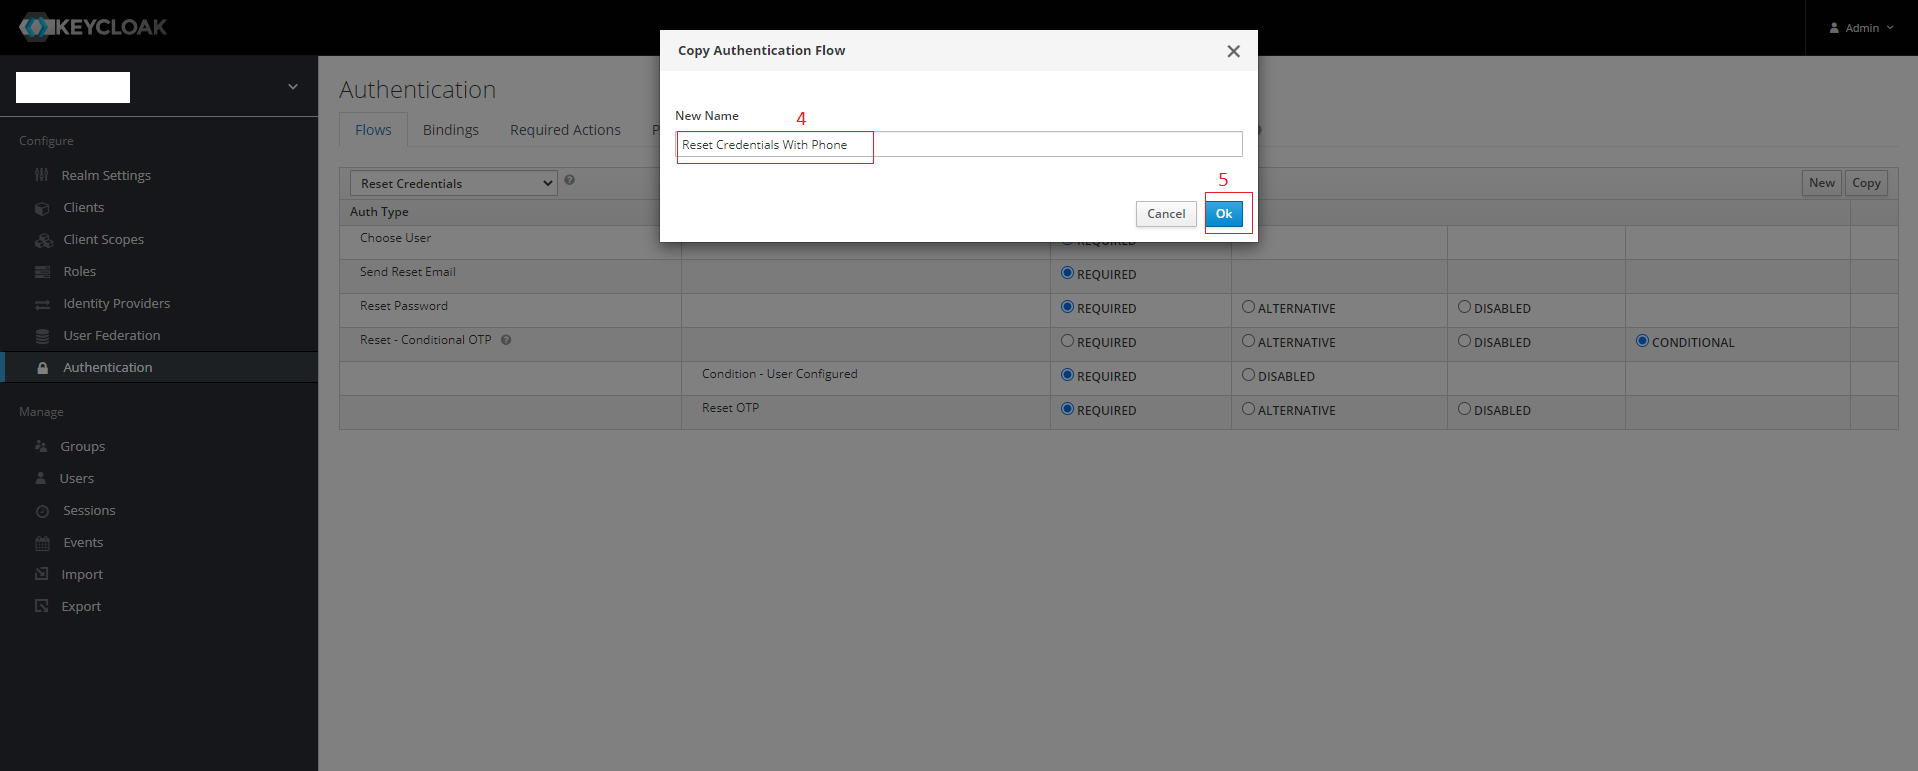 KEYCLOAK
Admin
Copy Authentication Flow
New Name
4
Reset Credentials With Phone
5
Cancel
Ok
Configure
Realm Settings
Clients
Client Scopes
Roles
Identity Providers
User Federation
Authentication
Manage
Groups
Users
Sessions
Events
Import
Export
Authentication
Flows Bindings Required Actions P
Reset Credentials New Copy
Auth Type
Choose User REQUIRED
Send Reset Email REQUIRED
Reset Password REQUIRED ALTERNATIVE DISABLED
Reset - Conditional OTP REQUIRED ALTERNATIVE DISABLED CONDITIONAL
Condition - User Configured REQUIRED DISABLED
Reset OTP REQUIRED ALTERNATIVE DISABLED